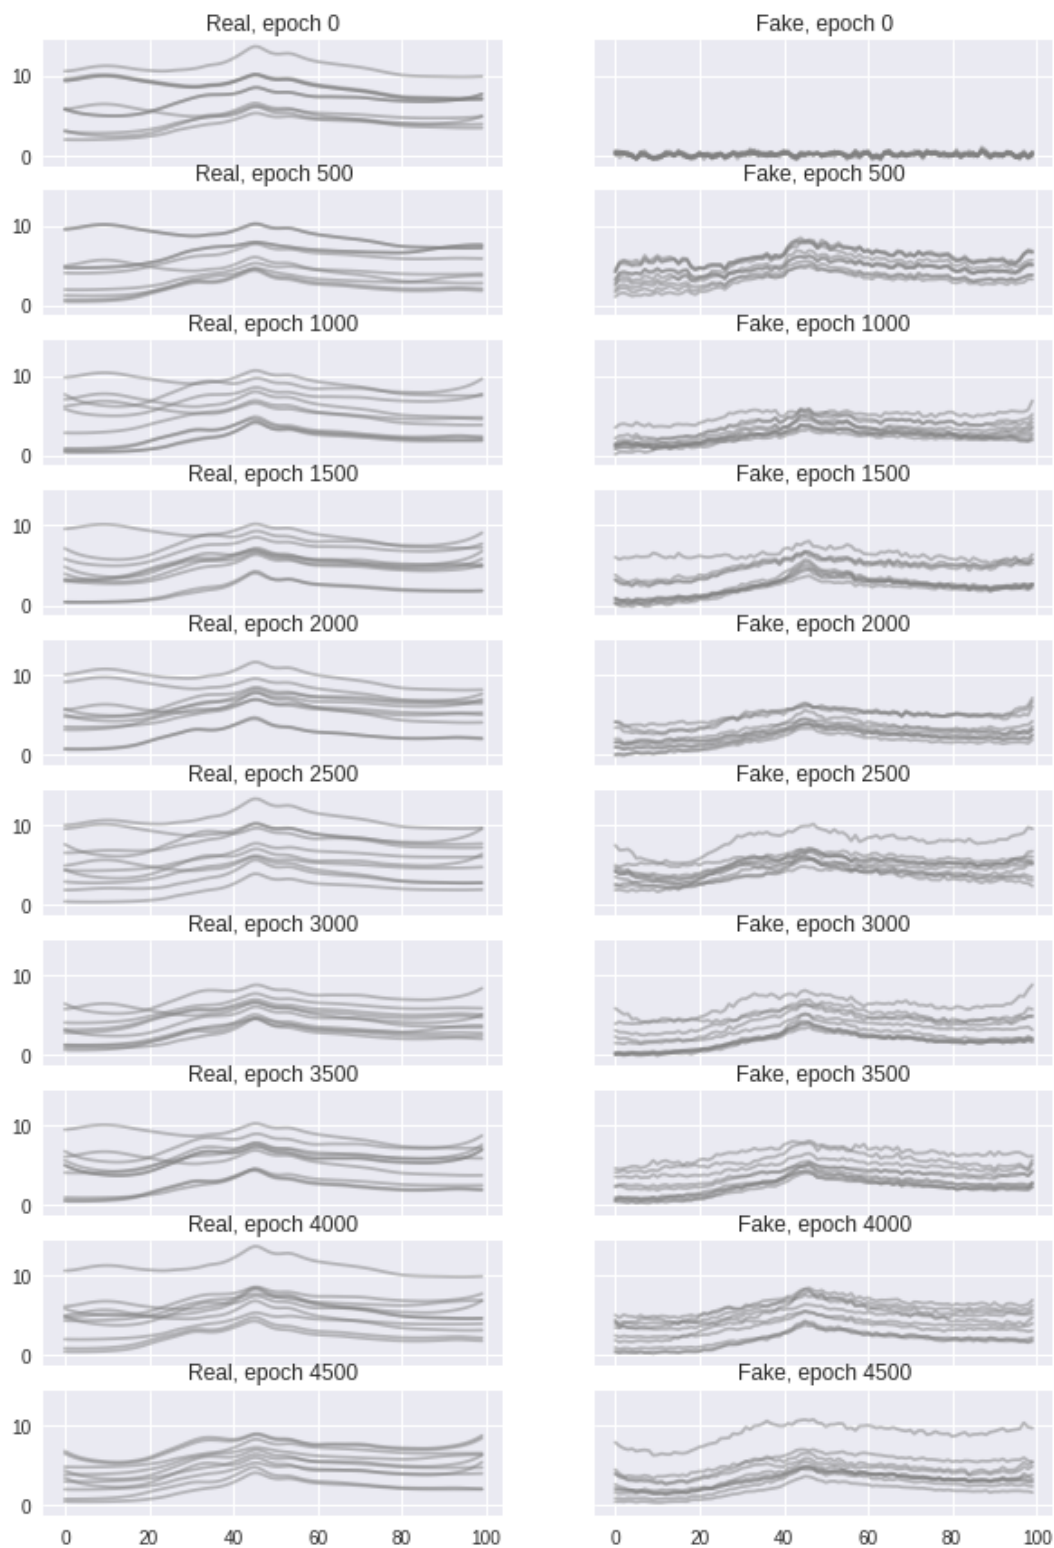 Real, epoch 0 Fake, epoch 0
10
0
Real, epoch 500 Fake, epoch 500
10
0
Real, epoch 1000 Fake, epoch 1000
10
0
Real, epoch 1500 Fake, epoch 1500
10
0
Real, epoch 2000 Fake, epoch 2000
10
0
Real, epoch 2500 Fake, epoch 2500
10
0
Real, epoch 3000 Fake, epoch 3000
10
0
Real, epoch 3500 Fake, epoch 3500
10
0
Real, epoch 4000 Fake, epoch 4000
10
0
Real, epoch 4500 Fake, epoch 4500
10
0
0 20 40 60 80 100 0 20 40 60 80 100